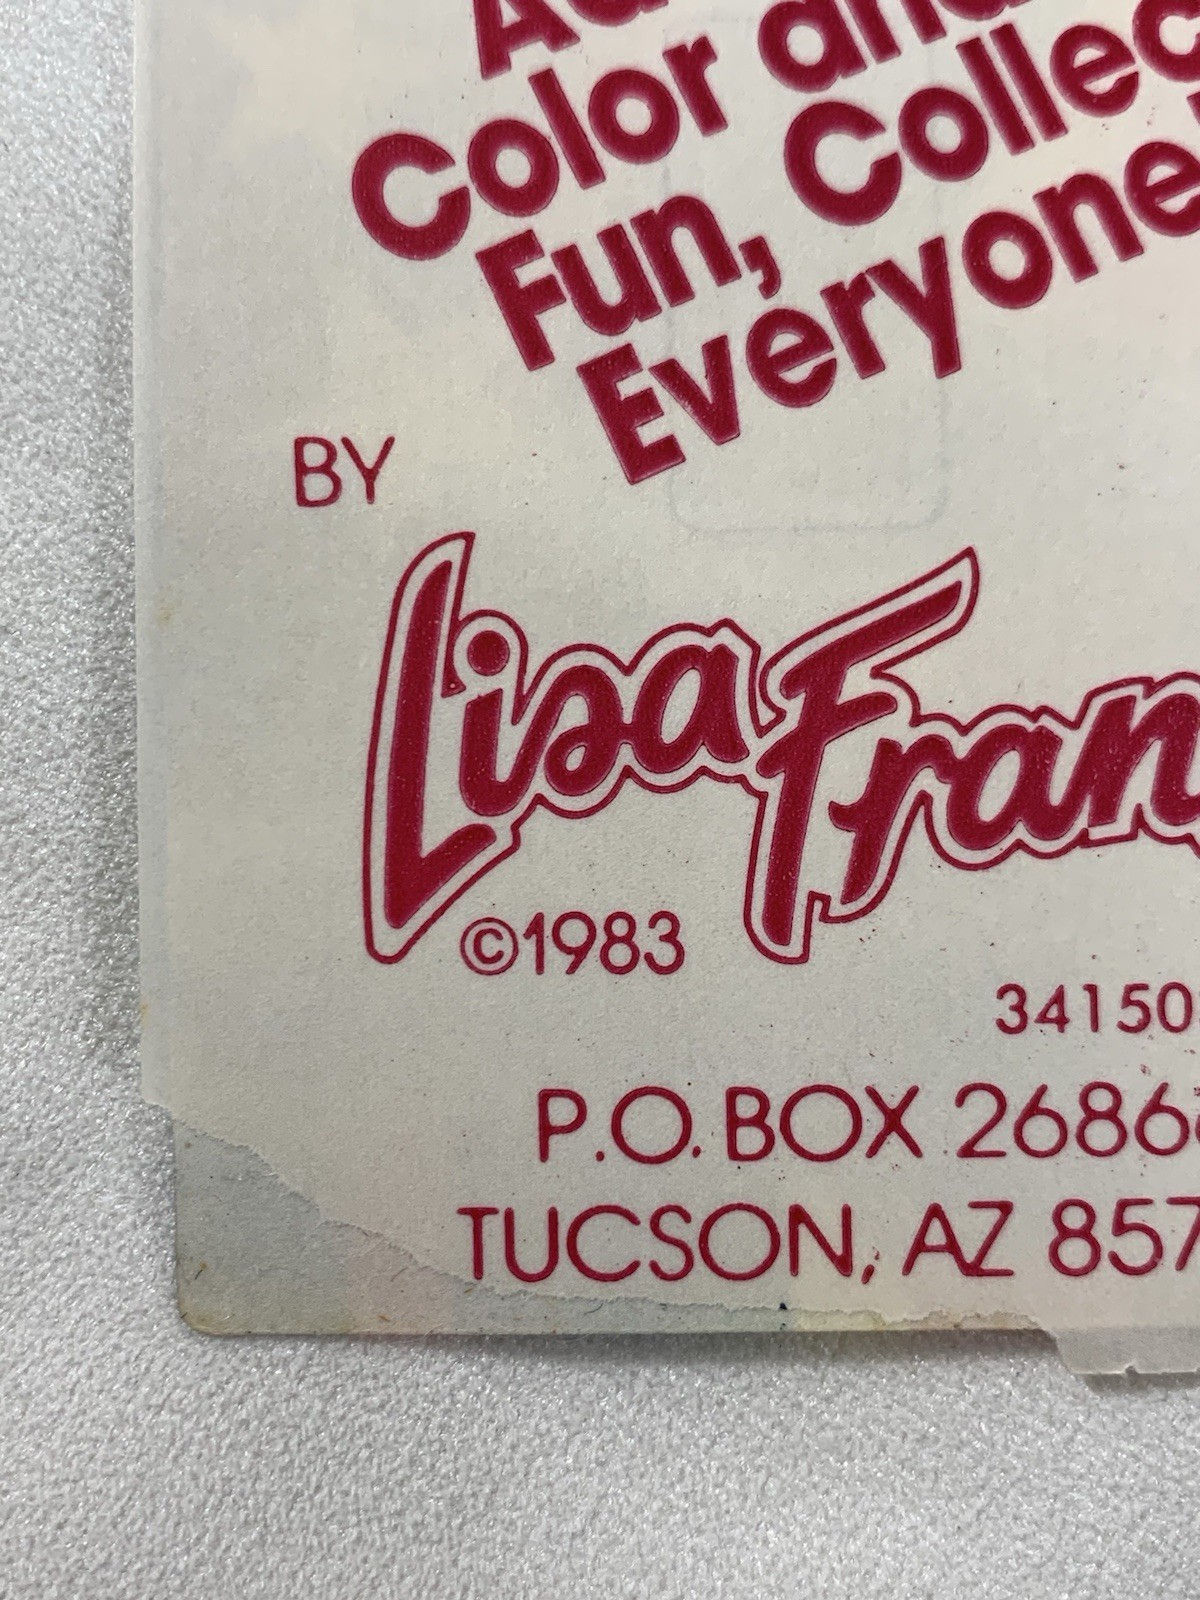 Color and
Fun, Collec
Everyone
BY
Lisa Fran
©1983
34150
P.O. BOX 2686
TUCSON, AZ 857